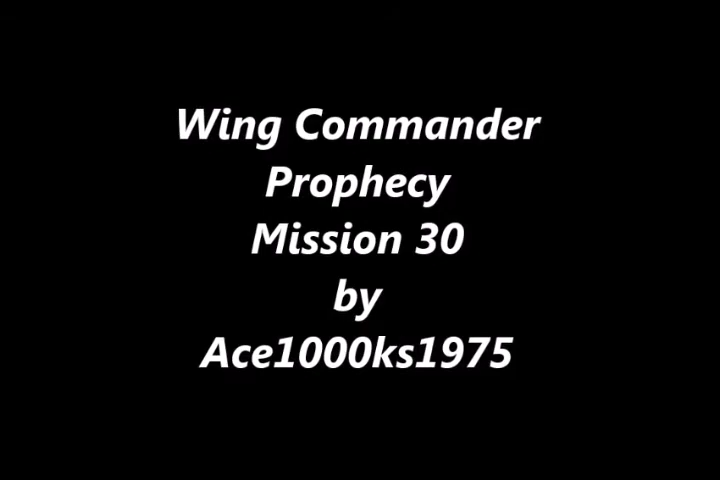 Wing Commander
Prophecy
Mission 30
by
Ace1000ks1975